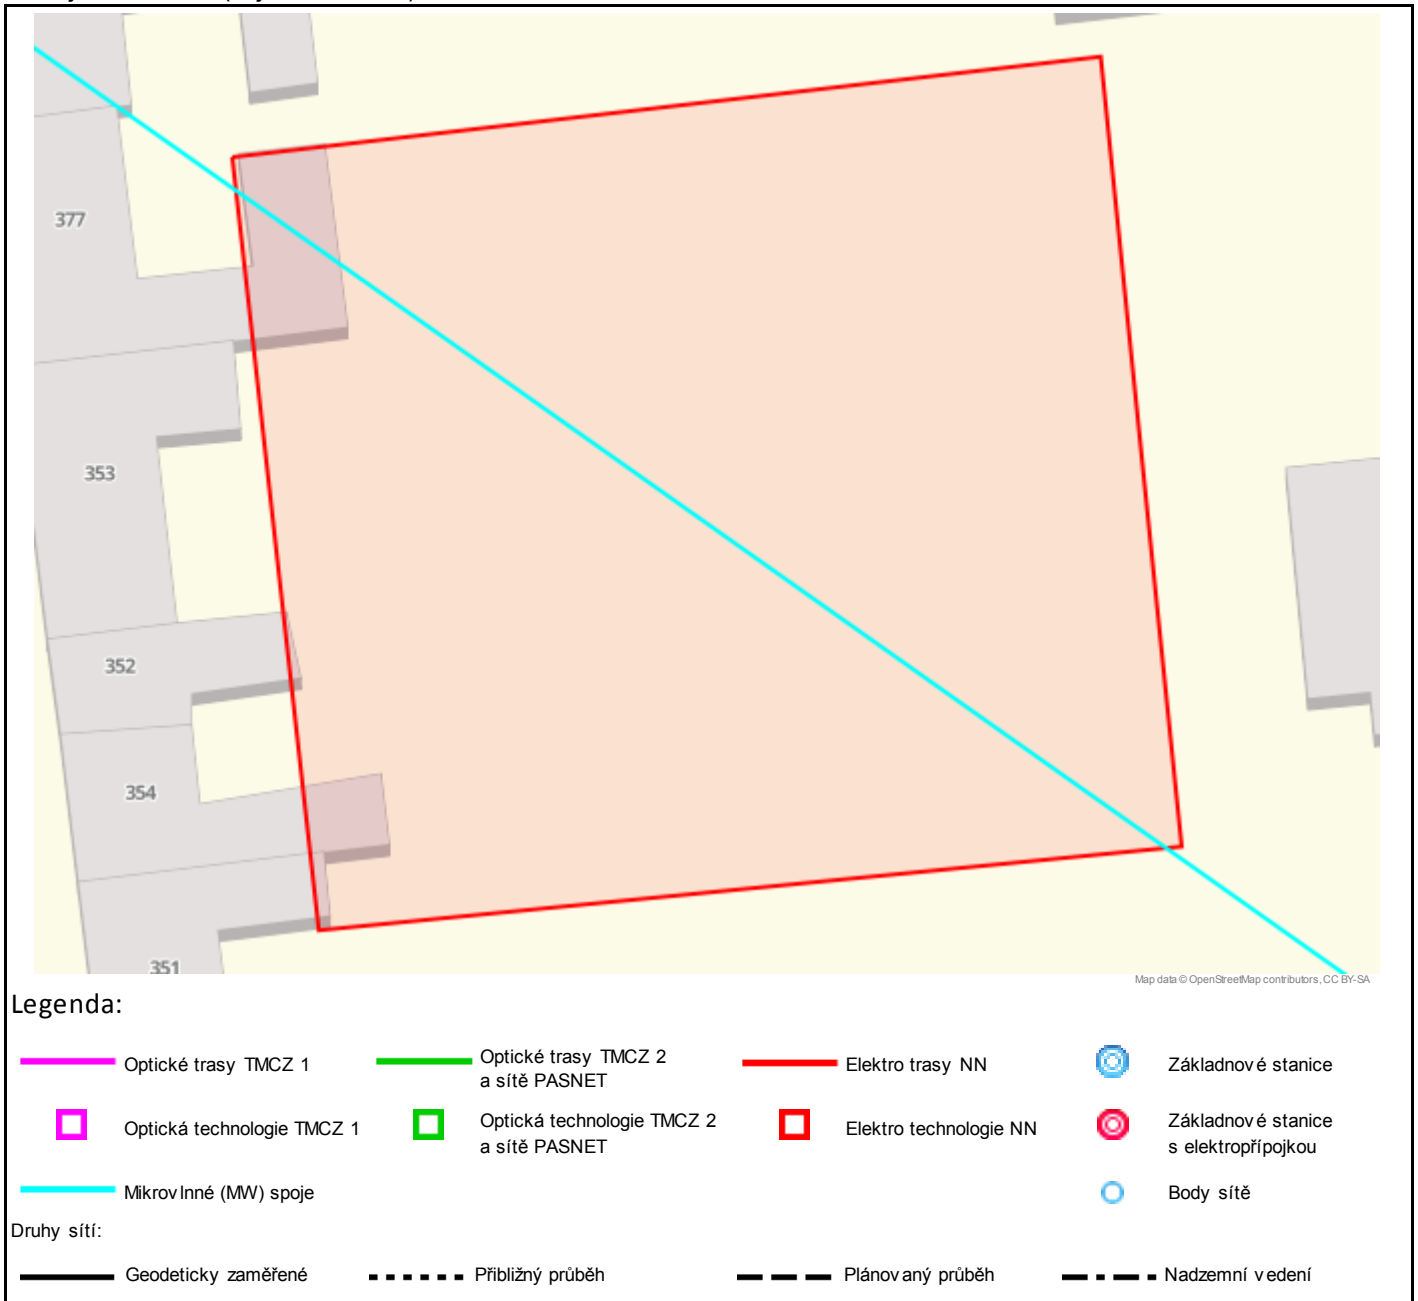 377
353
352
354
351
Map data © OpenStreetMap contributors, CC BY-SA
Legenda:
Optické trasy TMCZ 1
Optické trasy TMCZ 2
a sítě PASNET
Elektro trasy NN
Základnové stanice
Optická technologie TMCZ 1
Optická technologie TMCZ 2
a sítě PASNET
Elektro technologie NN
Základnové stanice
s elektropřípojkou
Mikrovlnné (MW) spoje
Body sítě
Druhy sítí:
Geodeticky zaměřené
Přibližný průběh
Plánovaný průběh
Nadzemní vedení